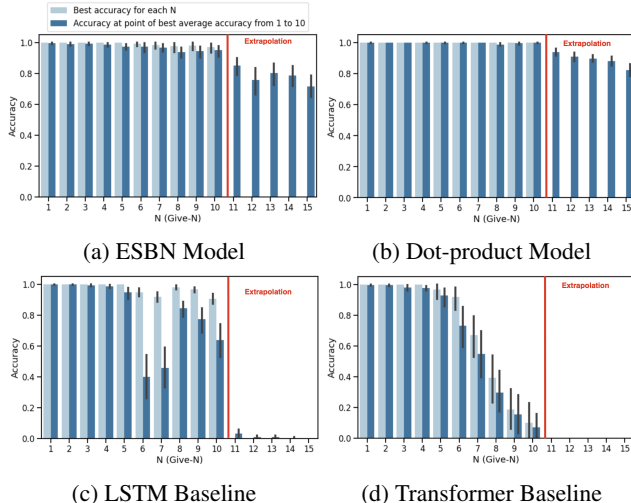 Best accuracy for each N
Accuracy at point of best average accuracy from 1 to 10
Extrapolation
Accuracy
1.0
0.8
0.6
0.4
0.2
0.0
1 2 3 4 5 6 7 8 9 10 11 12 13 14 15
N (Give-N)
(a) ESBN Model
Extrapolation
Accuracy
1.0
0.8
0.6
0.4
0.2
0.0
1 2 3 4 5 6 7 8 9 10 11 12 13 14 15
N (Give-N)
(b) Dot-product Model
Extrapolation
Accuracy
1.0
0.8
0.6
0.4
0.2
0.0
1 2 3 4 5 6 7 8 9 10 11 12 13 14 15
N (Give-N)
(c) LSTM Baseline
Extrapolation
Accuracy
1.0
0.8
0.6
0.4
0.2
0.0
1 2 3 4 5 6 7 8 9 10 11 12 13 14 15
N (Give-N)
(d) Transformer Baseline